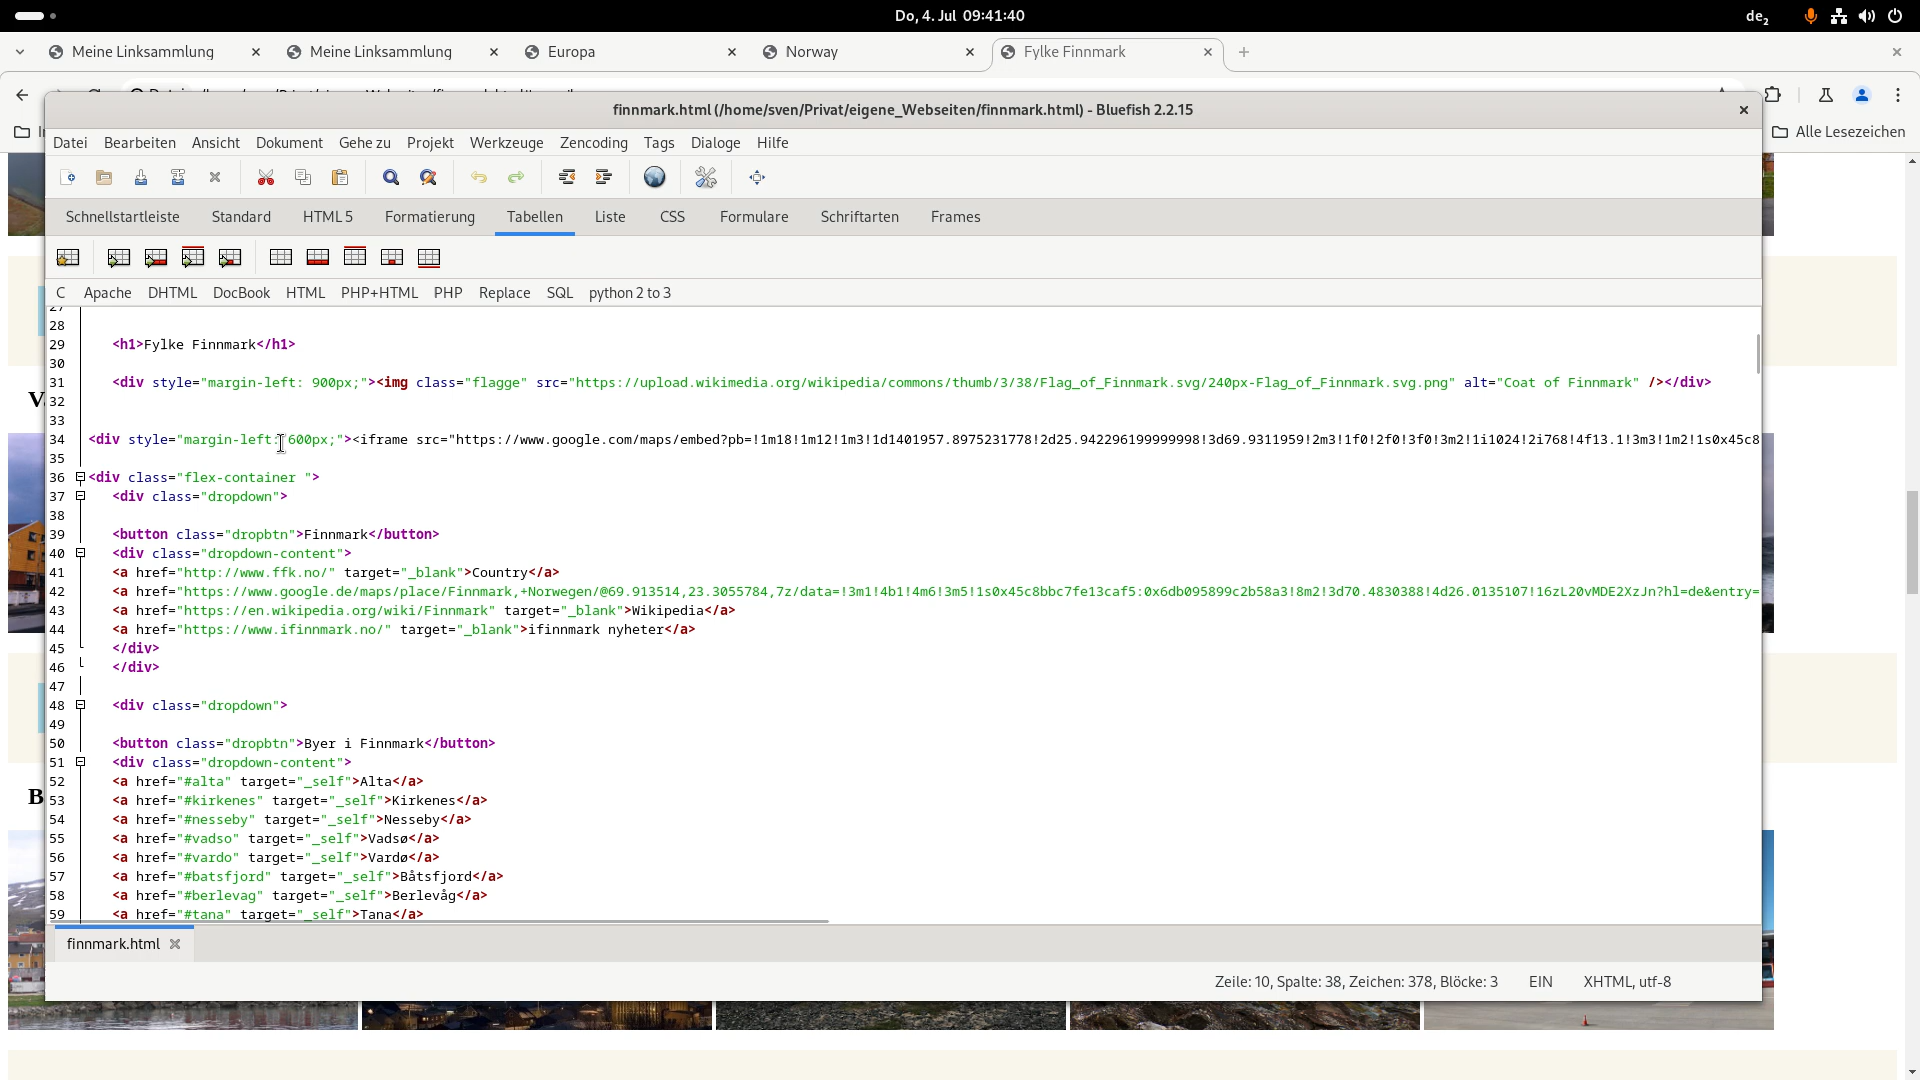 Do, 4. Jul 09:41:40
de2
Meine Linksammlung
Meine Linksammlung
Europa
Norway
Fylke Finnmark
finnmark.html (/home/sven/Privat/eigene_Webseiten/finnmark.html) - Bluefish 2.2.15
Alle Lesezeichen
Datei Bearbeiten Ansicht Dokument Gehe zu Projekt Werkzeuge Zencoding Tags Dialoge Hilfe
Schnellstartleiste Standard HTML 5 Formatierung Tabellen Liste CSS Formulare Schriftarten Frames
C Apache DHTML DocBook HTML PHP+HTML PHP Replace SQL python 2 to 3
27
28
29 <h1>Fylke Finnmark</h1>
30
31 <div style="margin-left: 900px;"><img class="flagge" src="https://upload.wikimedia.org/wikipedia/commons/thumb/3/38/Flag_of_Finnmark.svg/240px-Flag_of_Finnmark.svg.png" alt="Coat of Finnmark" /></div>
32
33
34 <div style="margin-left: 600px;"><iframe src="https://www.google.com/maps/embed?pb=!1m18!1m12!1m3!1d1401957.8975231778!2d25.942296199999998!3d69.9311959!2m3!1f0!2f0!3f0!3m2!1i1024!2i768!4f13.1!3m3!1m2!1s0x45c8
35
36 <div class="flex-container ">
37 <div class="dropdown">
38
39 <button class="dropbtn">Finnmark</button>
40 <div class="dropdown-content">
41 <a href="http://www.ffk.no/" target="_blank">Country</a>
42 <a href="https://www.google.de/maps/place/Finnmark,+Norwegen/@69.913514,23.3055784,7z/data=!3m1!4b1!4m6!3m5!1s0x45c8bbc7fe13caf5:0x6db095899c2b58a3!8m2!3d70.4830388!4d26.0135107!16zL20vMDE2XzJn?hl=de&entry=
43 <a href="https://en.wikipedia.org/wiki/Finnmark" target="_blank">Wikipedia</a>
44 <a href="https://www.ifinnmark.no/" target="_blank">ifinnmark nyheter</a>
45 </div>
46 </div>
47
48 <div class="dropdown">
49
50 <button class="dropbtn">Byer i Finnmark</button>
51 <div class="dropdown-content">
52 <a href="#alta" target="_self">Alta</a>
53 <a href="#kirkenes" target="_self">Kirkenes</a>
54 <a href="#nesseby" target="_self">Nesseby</a>
55 <a href="#vadso" target="_self">Vadsø</a>
56 <a href="#vardo" target="_self">Vardø</a>
57 <a href="#batsfjord" target="_self">Båtsfjord</a>
58 <a href="#berlevag" target="_self">Berlevåg</a>
59 <a href="#tana" target="_self">Tana</a>
finnmark.html
Zeile: 10, Spalte: 38, Zeichen: 378, Blöcke: 3 EIN XHTML, utf-8